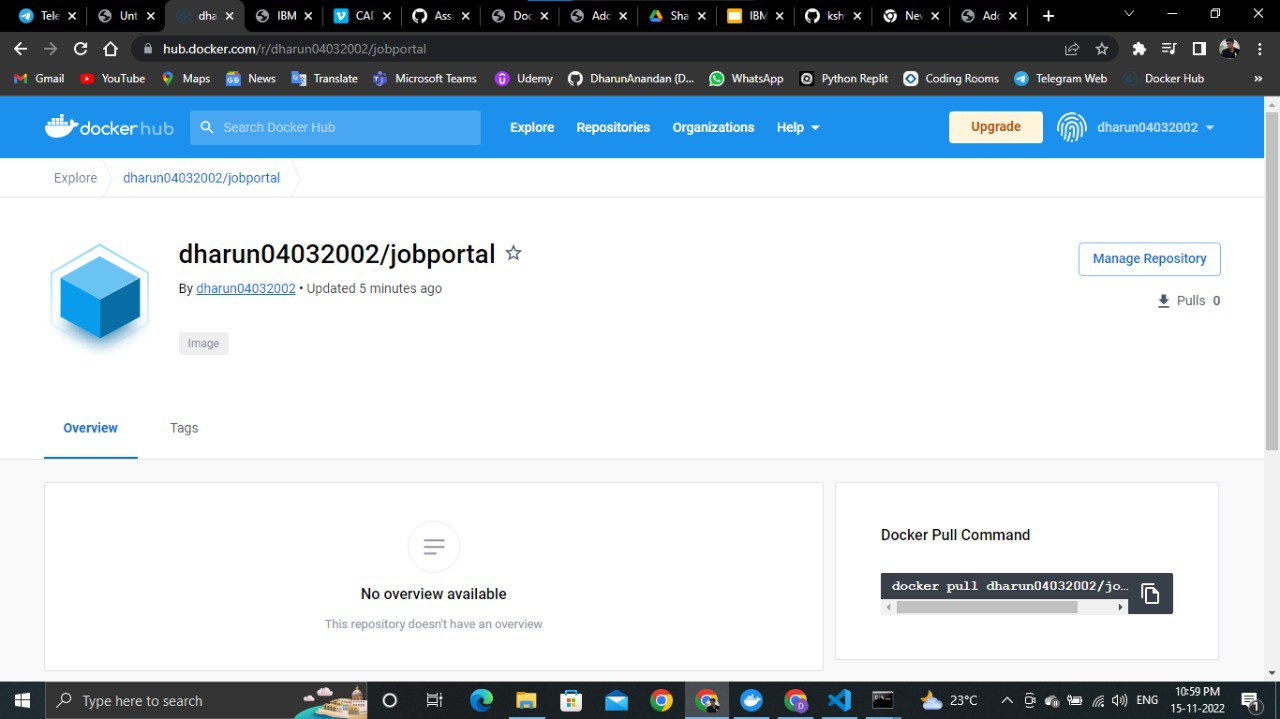 Tele
Unt
dha
IBM
CAD
Ass
Doc
Add
Sha
IBM
ksh
Nev
Add
hub.docker.com/r/dharun04032002/jobportal
Gmail
YouTube
Maps
News
Translate
Microsoft Teams
Udemy
DharunAnandan (D...
WhatsApp
Python Replit
Coding Rooms
Telegram Web
Docker Hub
»
docker hub
Search Docker Hub
Explore
Repositories
Organizations
Help
Upgrade
dharun04032002
Explore
dharun04032002/jobportal
dharun04032002/jobportal
By dharun04032002 • Updated 5 minutes ago
Manage Repository
Pulls 0
Image
Overview
Tags
No overview available
This repository doesn't have an overview
Docker Pull Command
docker pull dharun04032002/jo...
Type here to search
23°C
ENG
10:59 PM
15-11-2022
1